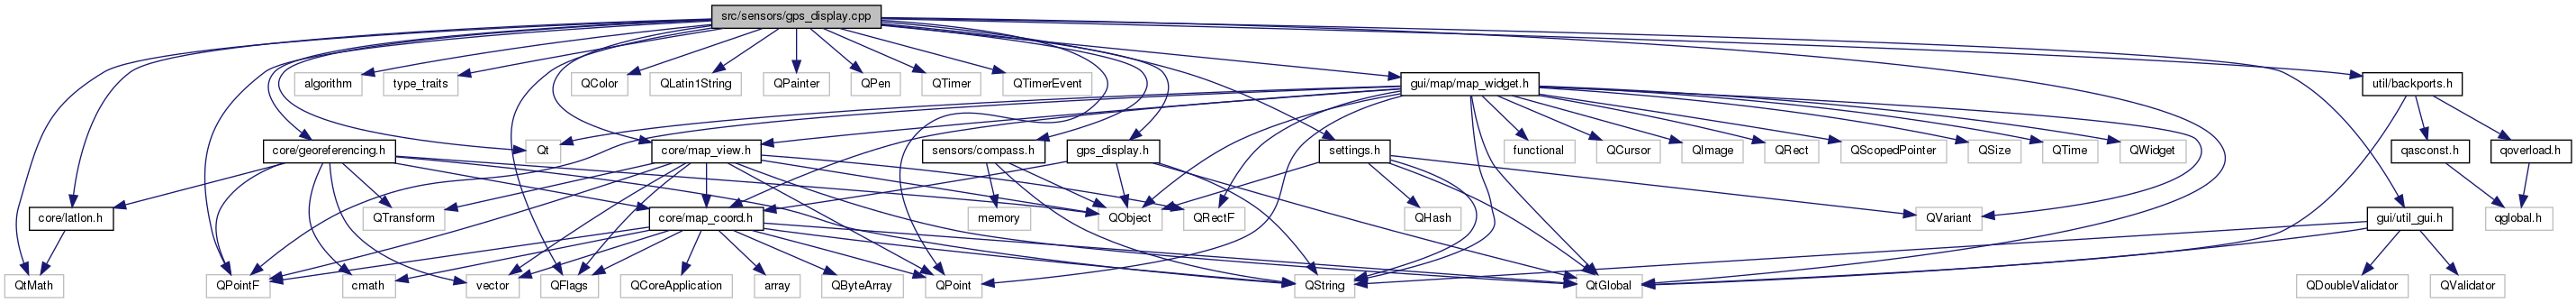 src/sensors/gps_display.cpp
algorithm
type_traits
QColor
QLatin1String
QPainter
QPen
QTimer
QTimerEvent
gui/map/map_widget.h
util/backports.h
core/georeferencing.h
Qt
core/map_view.h
sensors/compass.h
gps_display.h
settings.h
functional
QCursor
QImage
QRect
QScopedPointer
QSize
QTime
QWidget
qasconst.h
qoverload.h
core/latlon.h
QTransform
core/map_coord.h
memory
QObject
QRectF
QHash
QVariant
gui/util_gui.h
qglobal.h
QtMath
QPointF
cmath
vector
QFlags
QCoreApplication
array
QByteArray
QPoint
QString
QtGlobal
QDoubleValidator
QValidator